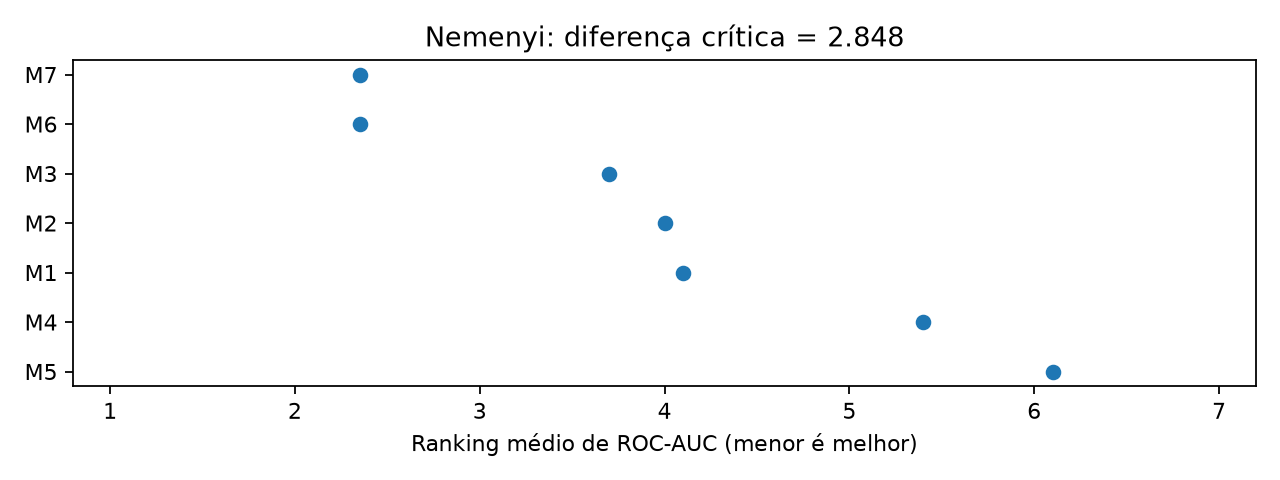 Nemenyi: diferença crítica = 2.848
M7
M6
M3
M2
M1
M4
M5
1 2 3 4 5 6 7
Ranking médio de ROC-AUC (menor é melhor)